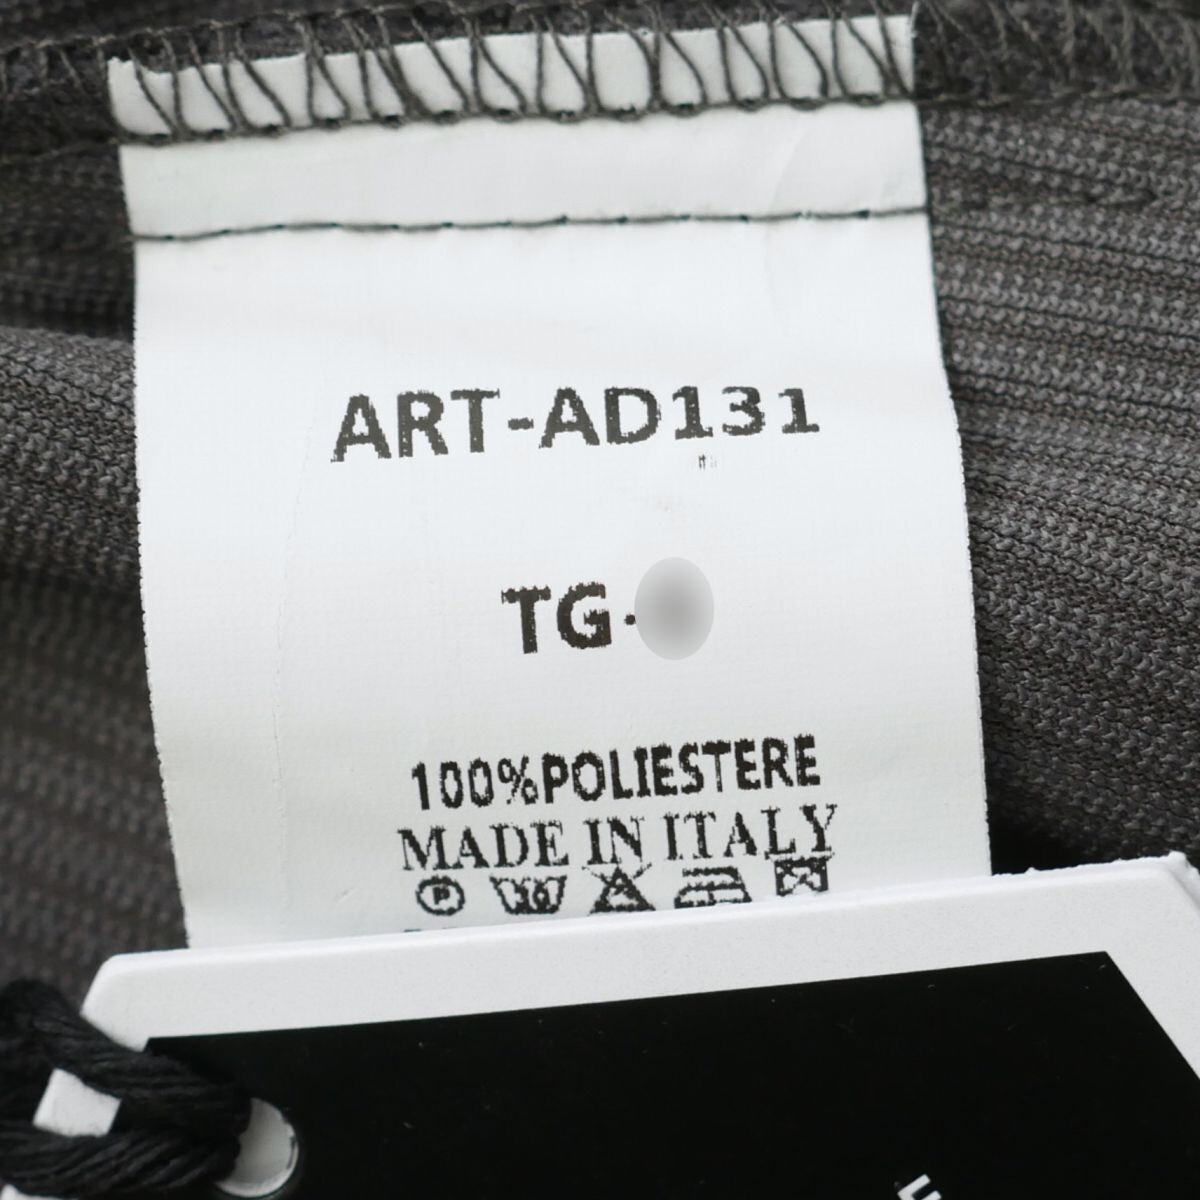 ART-AD131
TG-
100%POLIESTERE
MADE IN ITALY